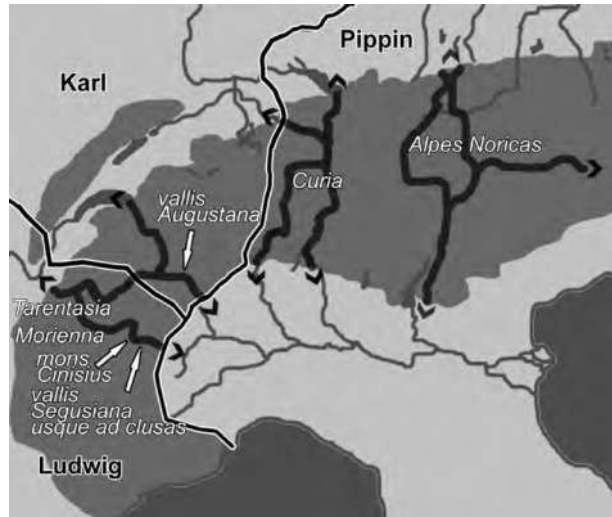 Pippin
Karl
Alpes Noricas
Curia
vallis
Augustana
Tarentasia
Morienna
mons
Cinisius
vallis
Segusiana
usque ad clusas
Ludwig